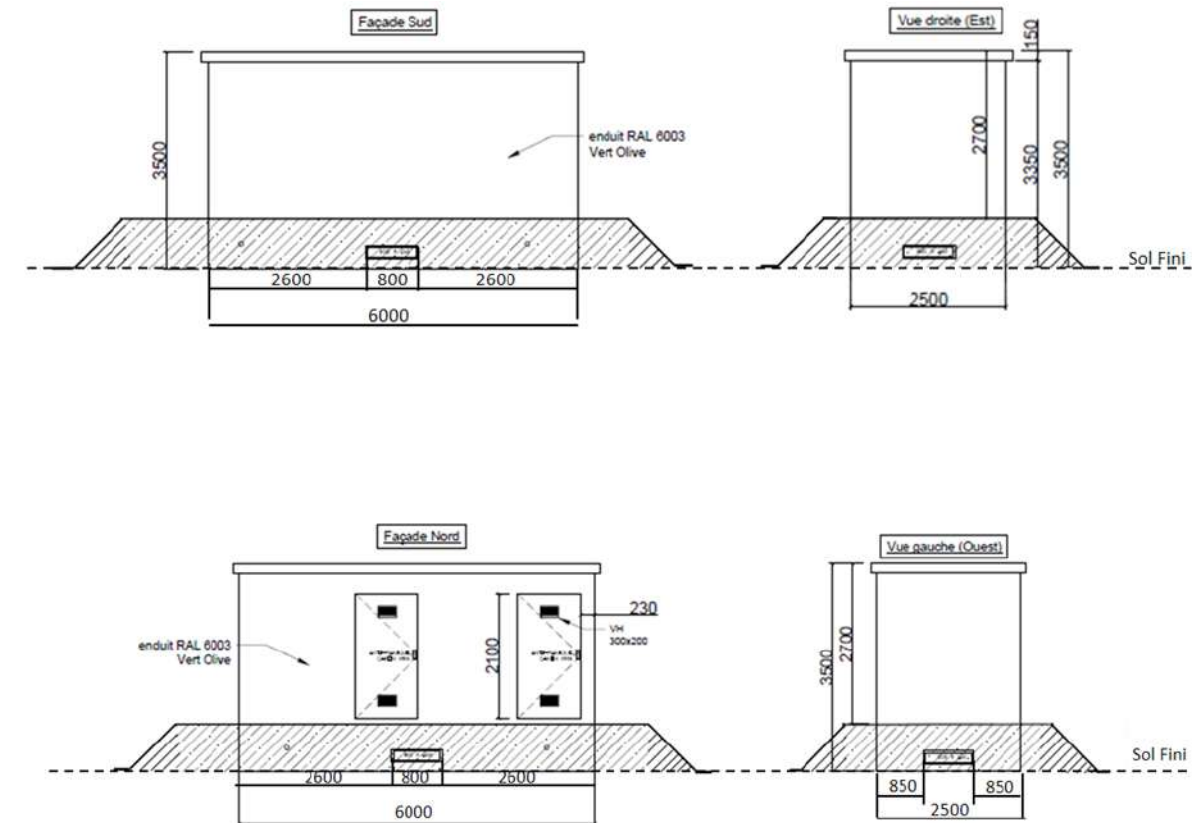 Façade Sud
3500
enduit RAL 6003
Vert Olive
2600
800
2600
6000
Vue droite (Est)
150
2700
3350
3500
Sol Fini
2500
Façade Nord
enduit RAL 6003
Vert Olive
2100
230
VH
300x200
2600
800
2600
6000
Vue gauche (Ouest)
3500
2700
Sol Fini
850
850
2500